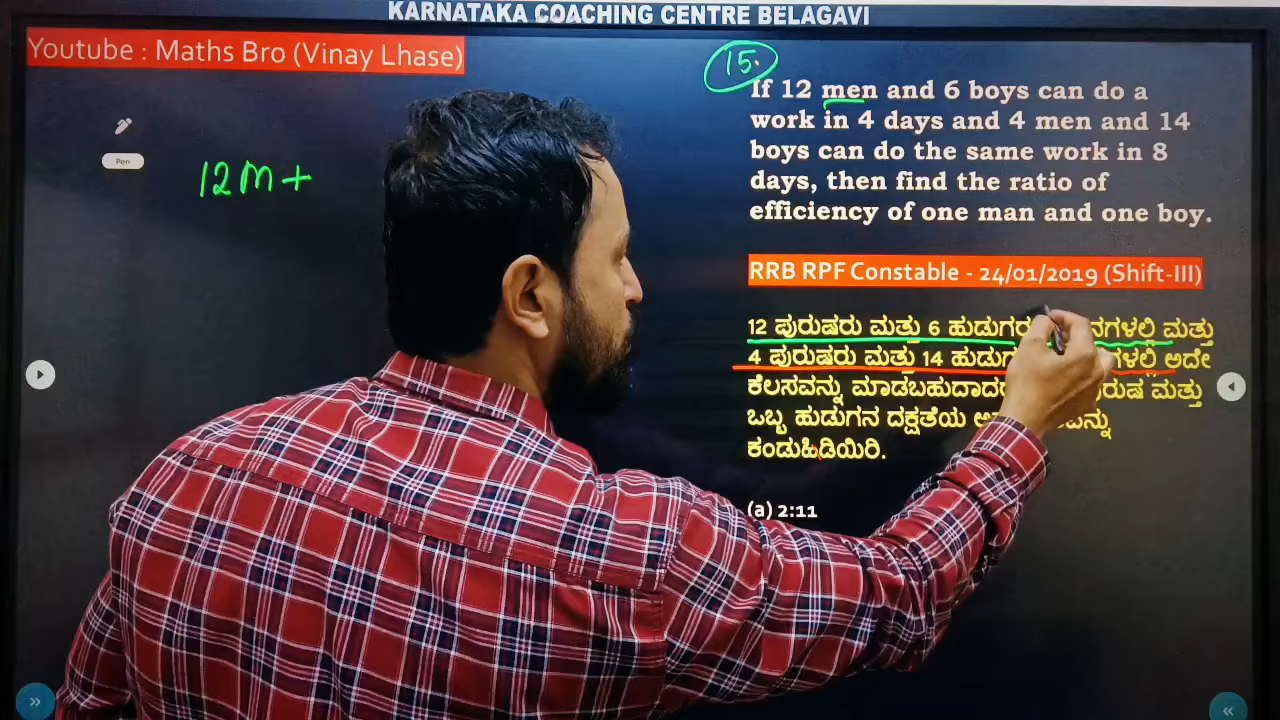 KARNATAKA COACHING CENTRE BELAGAVI
Youtube : Maths Bro (Vinay Lhase)
Pen
12M+
15.
If 12 men and 6 boys can do a
work in 4 days and 4 men and 14
boys can do the same work in 8
days, then find the ratio of
efficiency of one man and one boy.
RRB RPF Constable - 24/01/2019 (Shift-III)
12 ಪುರುಷರು ಮತ್ತು 6 ಮತ್ತು
4 ಪುರುಷರು ಮತ್ತು 14 ಅದೇ
ಕೆಲಸವನ್ನು ಮತ್ತು
ಒಬ್ಬ ಹುಡುಗನ ದಕ್ಷತೆಯ
ಕಂಡುಹಿಡಿಯಿರಿ.
(a) 2:11